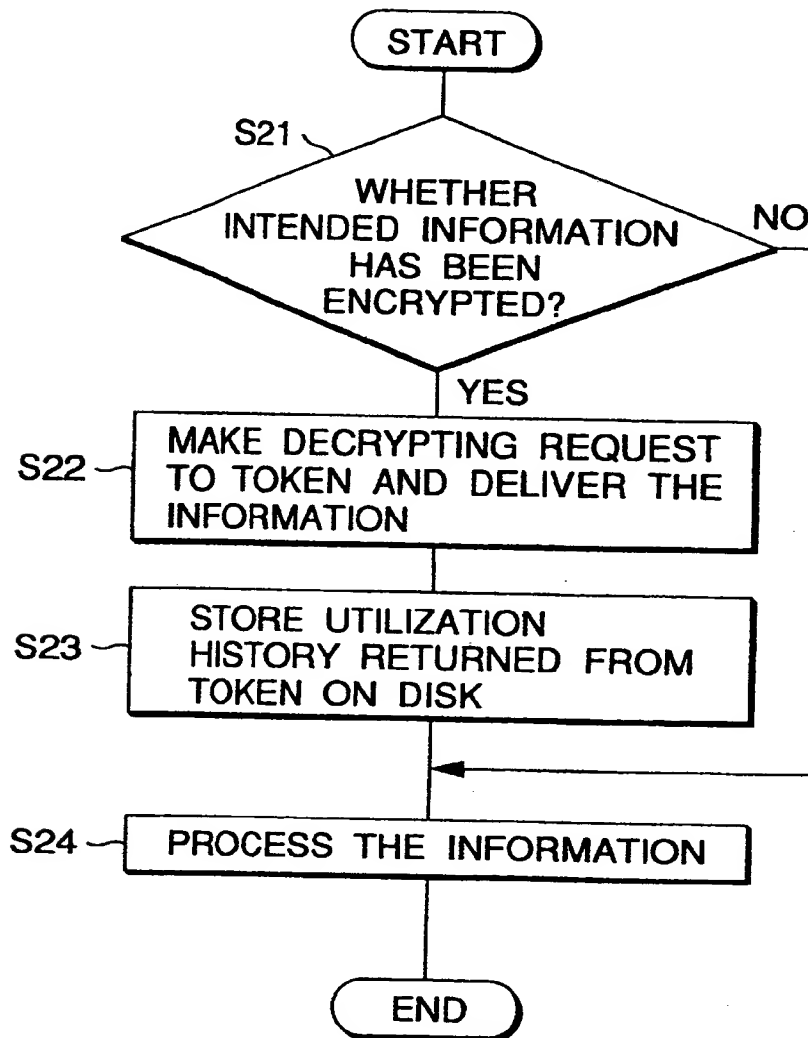 START
S21
WHETHER
INTENDED INFORMATION
HAS BEEN
ENCRYPTED?
NO
YES
S22
MAKE DECRYPTING REQUEST
TO TOKEN AND DELIVER THE
INFORMATION
S23
STORE UTILIZATION
HISTORY RETURNED FROM
TOKEN ON DISK
S24
PROCESS THE INFORMATION
END